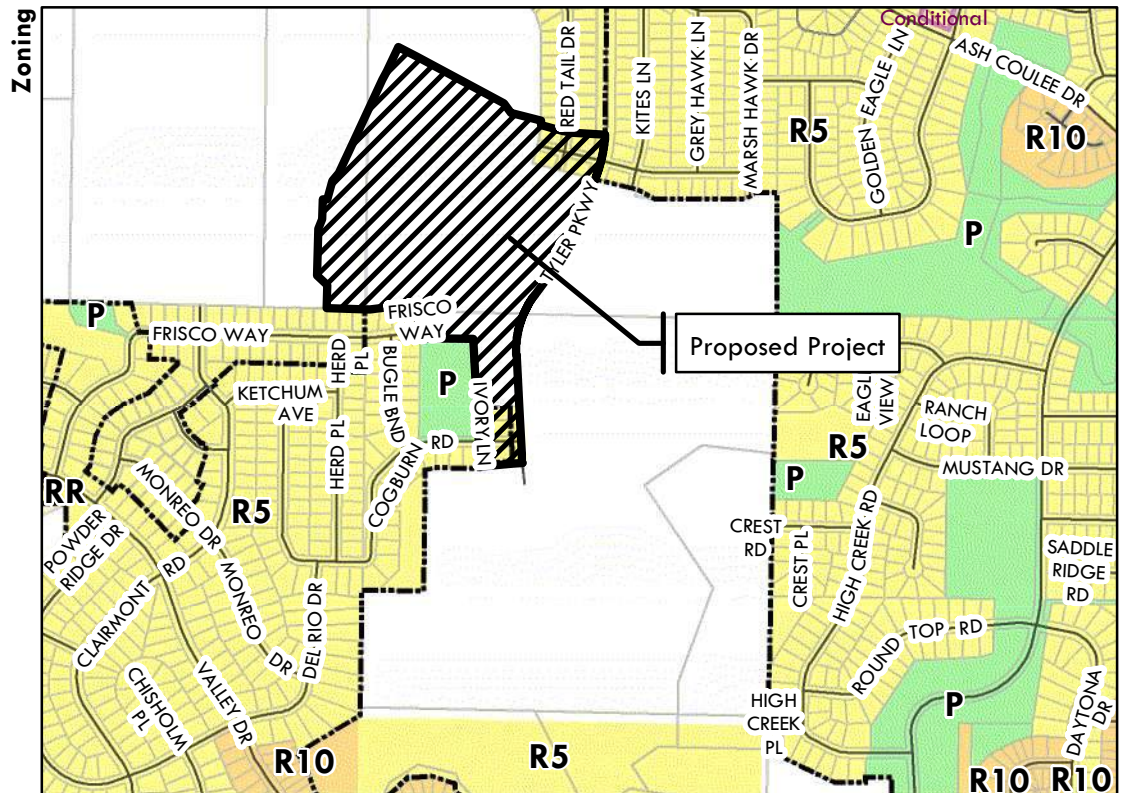 Zoning
Conditional
RED TAIL DR
KITES LN
GREY HAWK LN
MARSH HAWK DR
GOLDEN EAGLE LN
ASH COULEE DR
R5
R10
P
TYLER PKWY
Proposed Project
P
FRISCO WAY
FRISCO
WAY
HERD
PL
BUGLE BND
P
IVORY LN
KETCHUM
AVE
HERD PL
COGBURN RD
EAGLE
VIEW
RANCH
LOOP
R5
MUSTANG DR
P
RR
MONREO DR
R5
POWDER
RIDGE DR
CLAIRMONT RD
MONREO DR
DEL RIO DR
CREST
RD
CREST PL
HIGH CREEK RD
SADDLE
RIDGE
RD
ROUND TOP RD
CHISHOLM
PL
VALLEY DR
HIGH
CREEK
PL
P
DAYTONA
DR
R10
R5
R10
R10